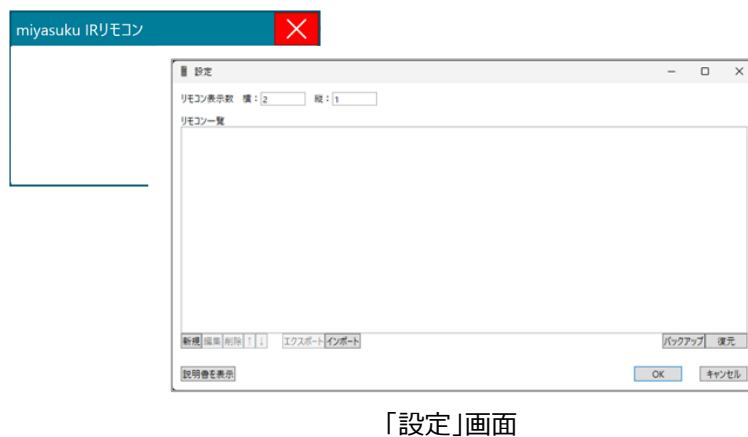 miyasuku IRリモコン
設定
リモコン表示数 横：2 縦：1
リモコン一覧
新規 編集 削除 ↑ ↓ エクスポート インポート バックアップ 復元
説明書を表示 OK キャンセル
「設定」画面